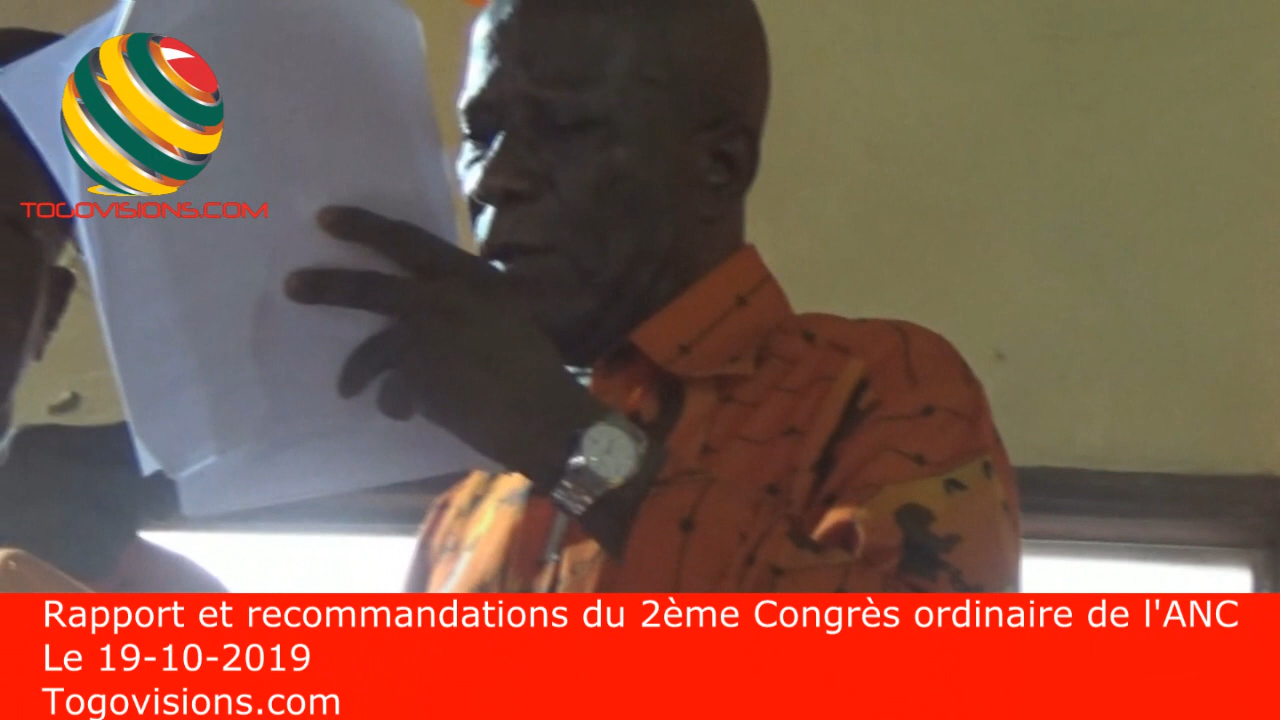 TOGOVISIONS.COM
Rapport et recommandations du 2ème Congrès ordinaire de l'ANC
Le 19-10-2019
Togovisions.com